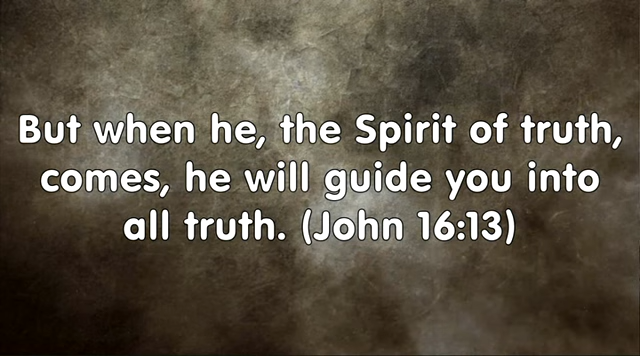 But when he, the Spirit of truth,
comes, he will guide you into
all truth. (John 16:13)